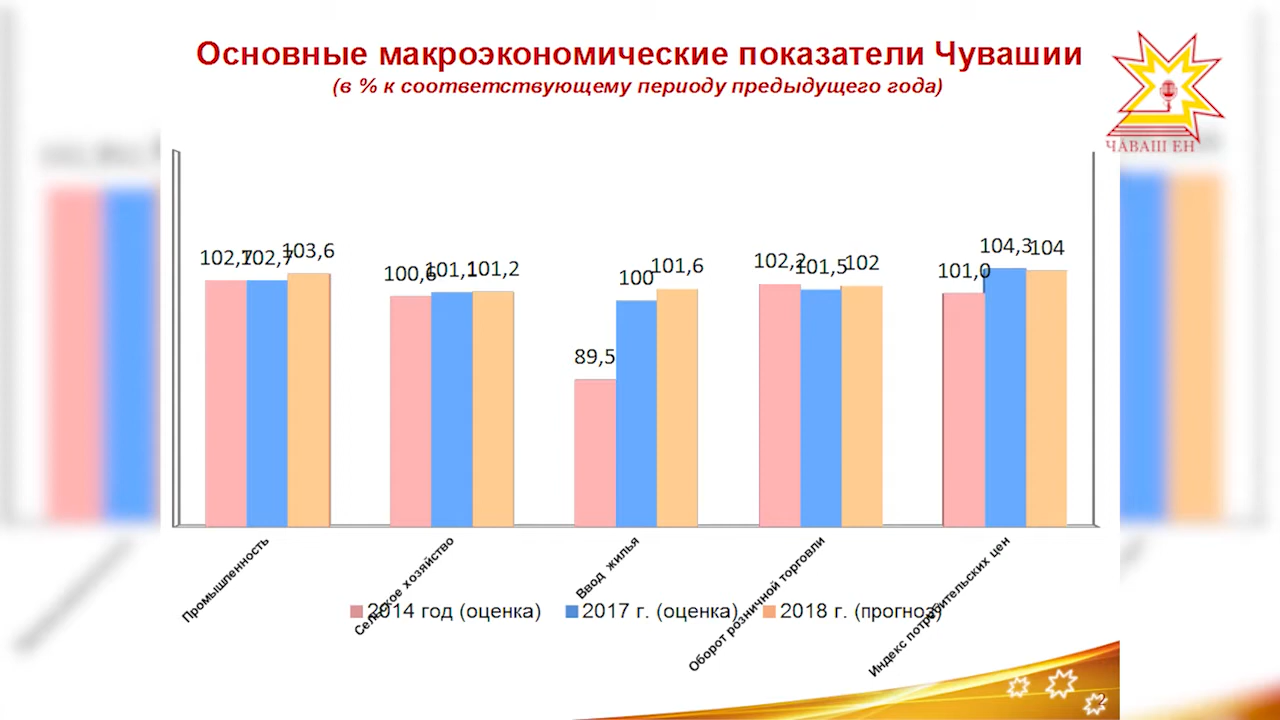 Основные макроэкономические показатели Чувашии
(в % к соответствующему периоду предыдущего года)
ЧӐВАШ ЕН
102,7 102,7 103,6
100,6 101,1 101,2
89,5 100 101,6
102,2 101,5 102
101,0 104,3 104
Промышленность
Сельское хозяйство
Ввод жилья
Оборот розничной торговли
Индекс потребительских цен
2014 год (оценка) 2017 г. (оценка) 2018 г. (прогноз)
2